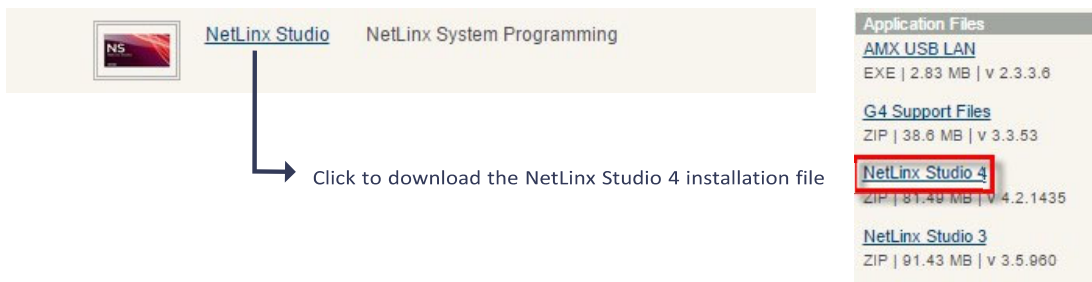 NS
NetLinx Studio
NetLinx System Programming
Click to download the NetLinx Studio 4 installation file
Application Files
AMX USB LAN
EXE | 2.83 MB | v 2.3.3.6
G4 Support Files
ZIP | 38.6 MB | v 3.3.53
NetLinx Studio 4
ZIP | 81.49 MB | v 4.2.1435
NetLinx Studio 3
ZIP | 91.43 MB | v 3.5.960